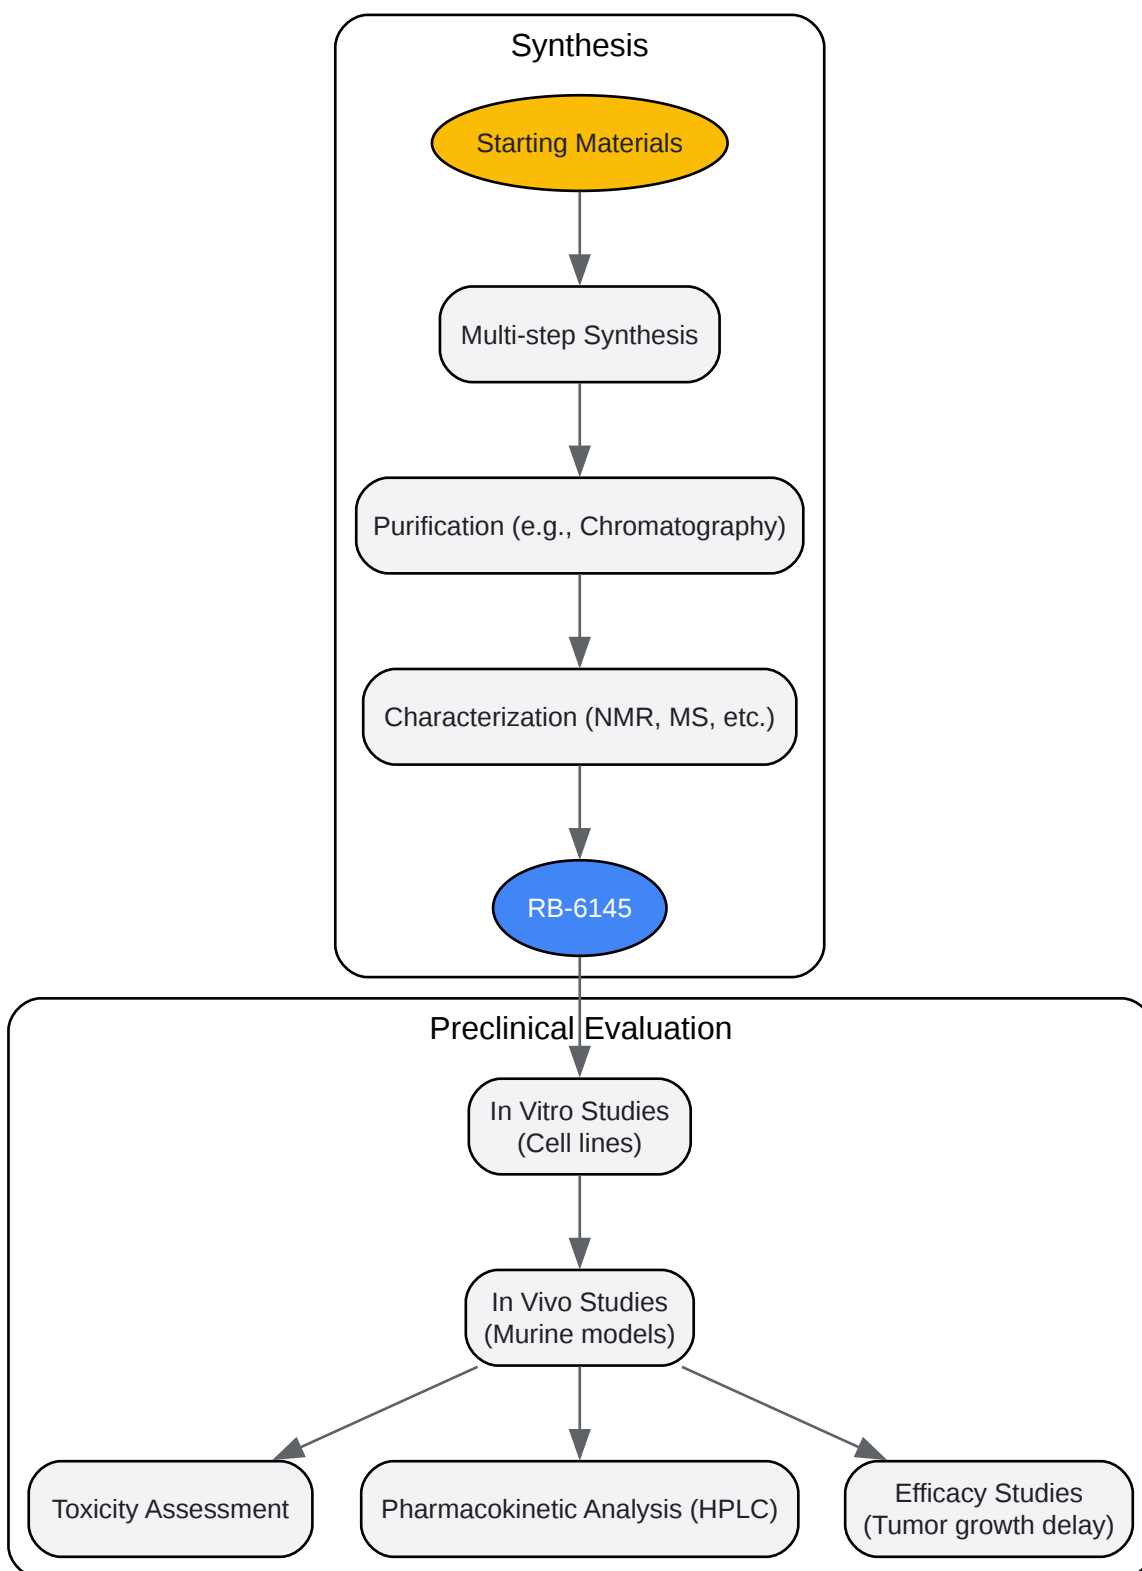 Synthesis
Starting Materials
Multi-step Synthesis
Purification (e.g., Chromatography)
Characterization (NMR, MS, etc.)
RB-6145
Preclinical Evaluation
In Vitro Studies
(Cell lines)
In Vivo Studies
(Murine models)
Toxicity Assessment
Pharmacokinetic Analysis (HPLC)
Efficacy Studies
(Tumor growth delay)